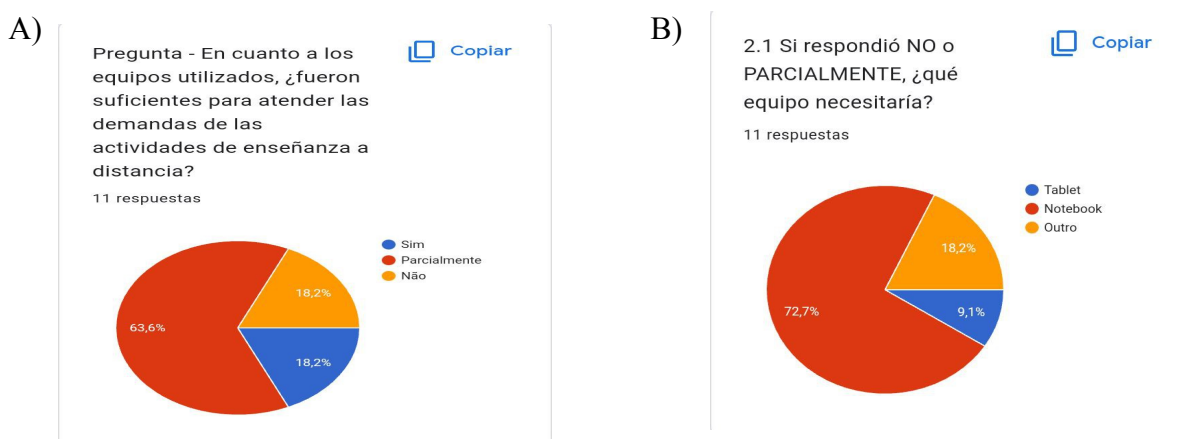 A)
Pregunta - En cuanto a los
equipos utilizados, ¿fueron
suficientes para atender las
demandas de las
actividades de enseñanza a
distancia?
11 respuestas
Copiar
Sim
Parcialmente
Não
18,2%
63,6%
18,2%
B)
2.1 Si respondió NO o
PARCIALMENTE, ¿qué
equipo necesitaría?
11 respuestas
Copiar
Tablet
Notebook
Outro
18,2%
72,7%
9,1%